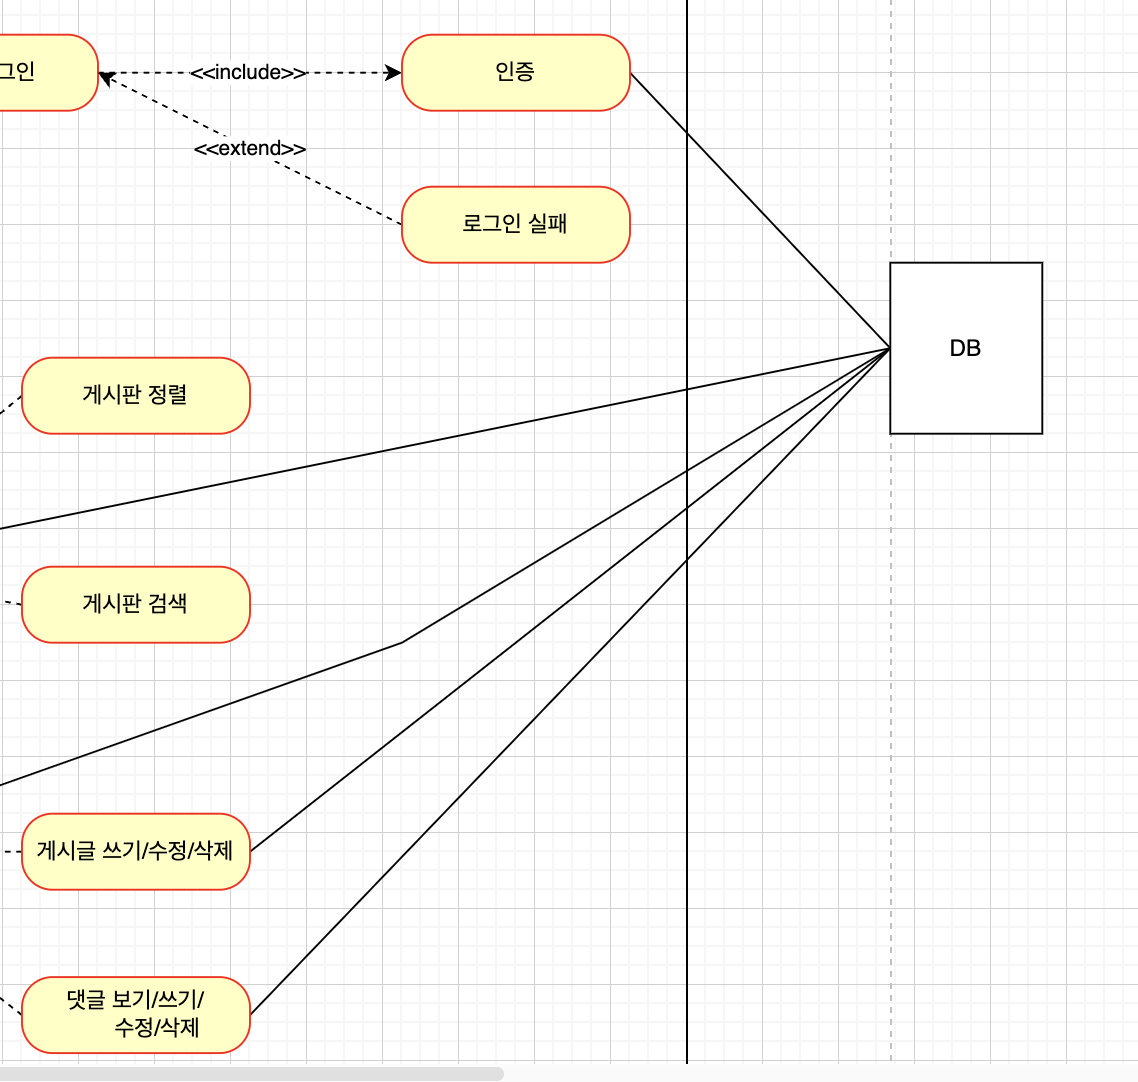 그인
<<include>>
인증
<<extend>>
로그인 실패
DB
게시판 정렬
게시판 검색
게시글 쓰기/수정/삭제
댓글 보기/쓰기/
수정/삭제